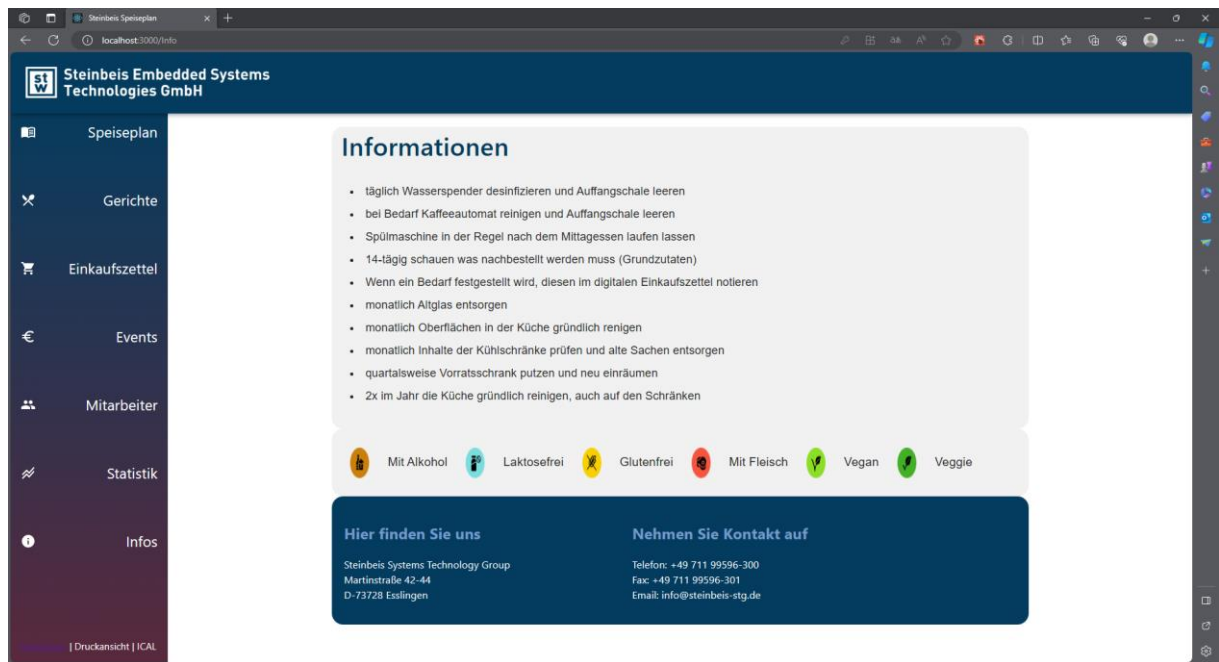 Steinbeis Speiseplan
localhost:3000/Info
Steinbeis Embedded Systems
Technologies GmbH
Speiseplan
Gerichte
Einkaufszettel
Events
Mitarbeiter
Statistik
Infos
| Druckansicht | ICAL
Informationen
• täglich Wasserspender desinfizieren und Auffangschale leeren
• bei Bedarf Kaffeeautomat reinigen und Auffangschale leeren
• Spülmaschine in der Regel nach dem Mittagessen laufen lassen
• 14-tägig schauen was nachbestellt werden muss (Grundzutaten)
• Wenn ein Bedarf festgestellt wird, diesen im digitalen Einkaufszettel notieren
• monatlich Altglas entsorgen
• monatlich Oberflächen in der Küche gründlich renigen
• monatlich Inhalte der Kühlschränke prüfen und alte Sachen entsorgen
• quartalsweise Vorratsschrank putzen und neu einräumen
• 2x im Jahr die Küche gründlich reinigen, auch auf den Schränken
Mit Alkohol Laktosefrei Glutenfrei Mit Fleisch Vegan Veggie
Hier finden Sie uns
Steinbeis Systems Technology Group
Martinstraße 42-44
D-73728 Esslingen
Nehmen Sie Kontakt auf
Telefon: +49 711 99596-300
Fax: +49 711 99596-301
Email: info@steinbeis-stg.de